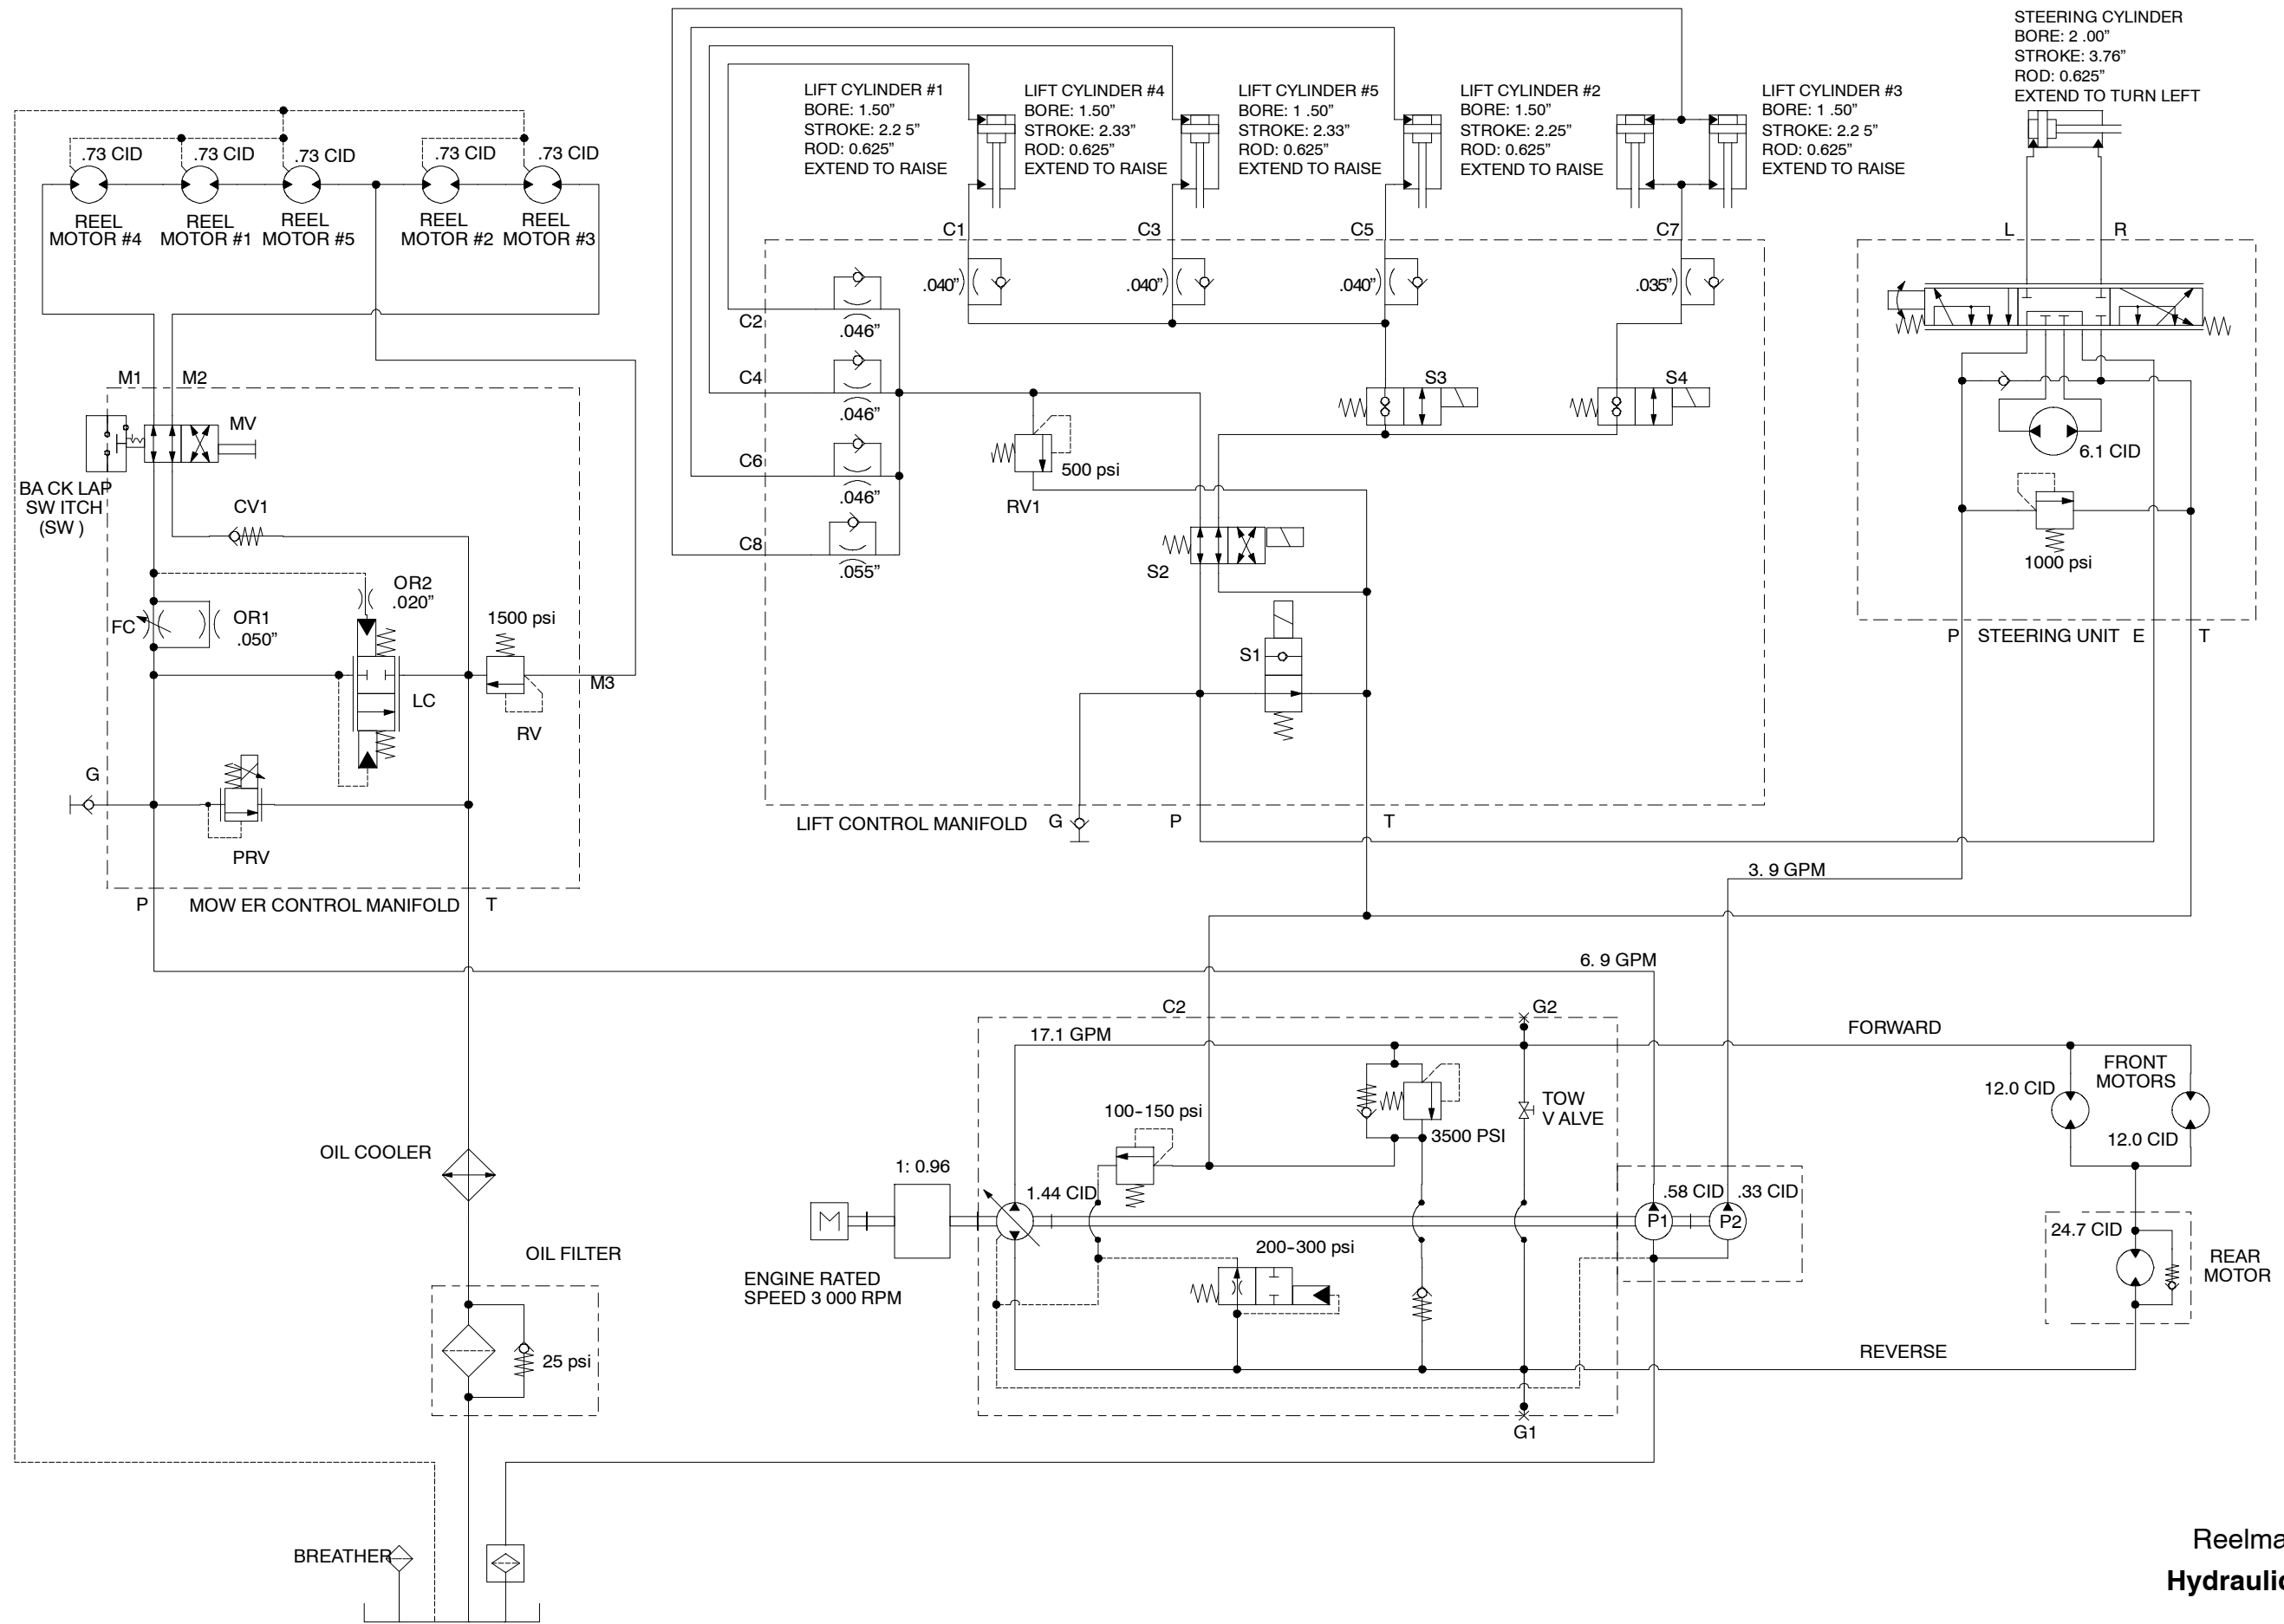 STEERING CYLINDER
BORE: 2 .00”
STROKE: 3.76”
ROD: 0.625”
EXTEND TO TURN LEFT
LIFT CYLINDER #1
BORE: 1.50”
STROKE: 2.2 5”
ROD: 0.625”
EXTEND TO RAISE
LIFT CYLINDER #4
BORE: 1.50”
STROKE: 2.33”
ROD: 0.625”
EXTEND TO RAISE
LIFT CYLINDER #5
BORE: 1 .50”
STROKE: 2.33”
ROD: 0.625”
EXTEND TO RAISE
LIFT CYLINDER #2
BORE: 1.50”
STROKE: 2.25”
ROD: 0.625”
EXTEND TO RAISE
LIFT CYLINDER #3
BORE: 1 .50”
STROKE: 2.2 5”
ROD: 0.625”
EXTEND TO RAISE
.73 CID
.73 CID
.73 CID
.73 CID
.73 CID
REEL
MOTOR #4
REEL
MOTOR #1
REEL
MOTOR #5
REEL
MOTOR #2
REEL
MOTOR #3
C1
C3
C5
C7
L
R
.040”
.040”
.040”
.035”
C2
.046”
C4
.046”
C6
.046”
C8
.055”
S3
S4
500 psi
RV1
S2
S1
M1
M2
MV
BA CK LAP
SW ITCH
(SW )
CV1
OR2
.020”
FC
OR1
.050”
1500 psi
M3
LC
RV
G
PRV
P
MOW ER CONTROL MANIFOLD
T
LIFT CONTROL MANIFOLD
G
P
T
6.1 CID
1000 psi
P
STEERING UNIT
E
T
3. 9 GPM
6. 9 GPM
C2
G2
17.1 GPM
FORWARD
FRONT
MOTORS
12.0 CID
12.0 CID
TOW
V ALVE
100-150 psi
3500 PSI
OIL COOLER
1: 0.96
M
1.44 CID
.58 CID
.33 CID
P1
P2
24.7 CID
REAR
MOTOR
200-300 psi
ENGINE RATED
SPEED 3 000 RPM
OIL FILTER
25 psi
REVERSE
G1
BREATHER
Reelma
Hydraulic